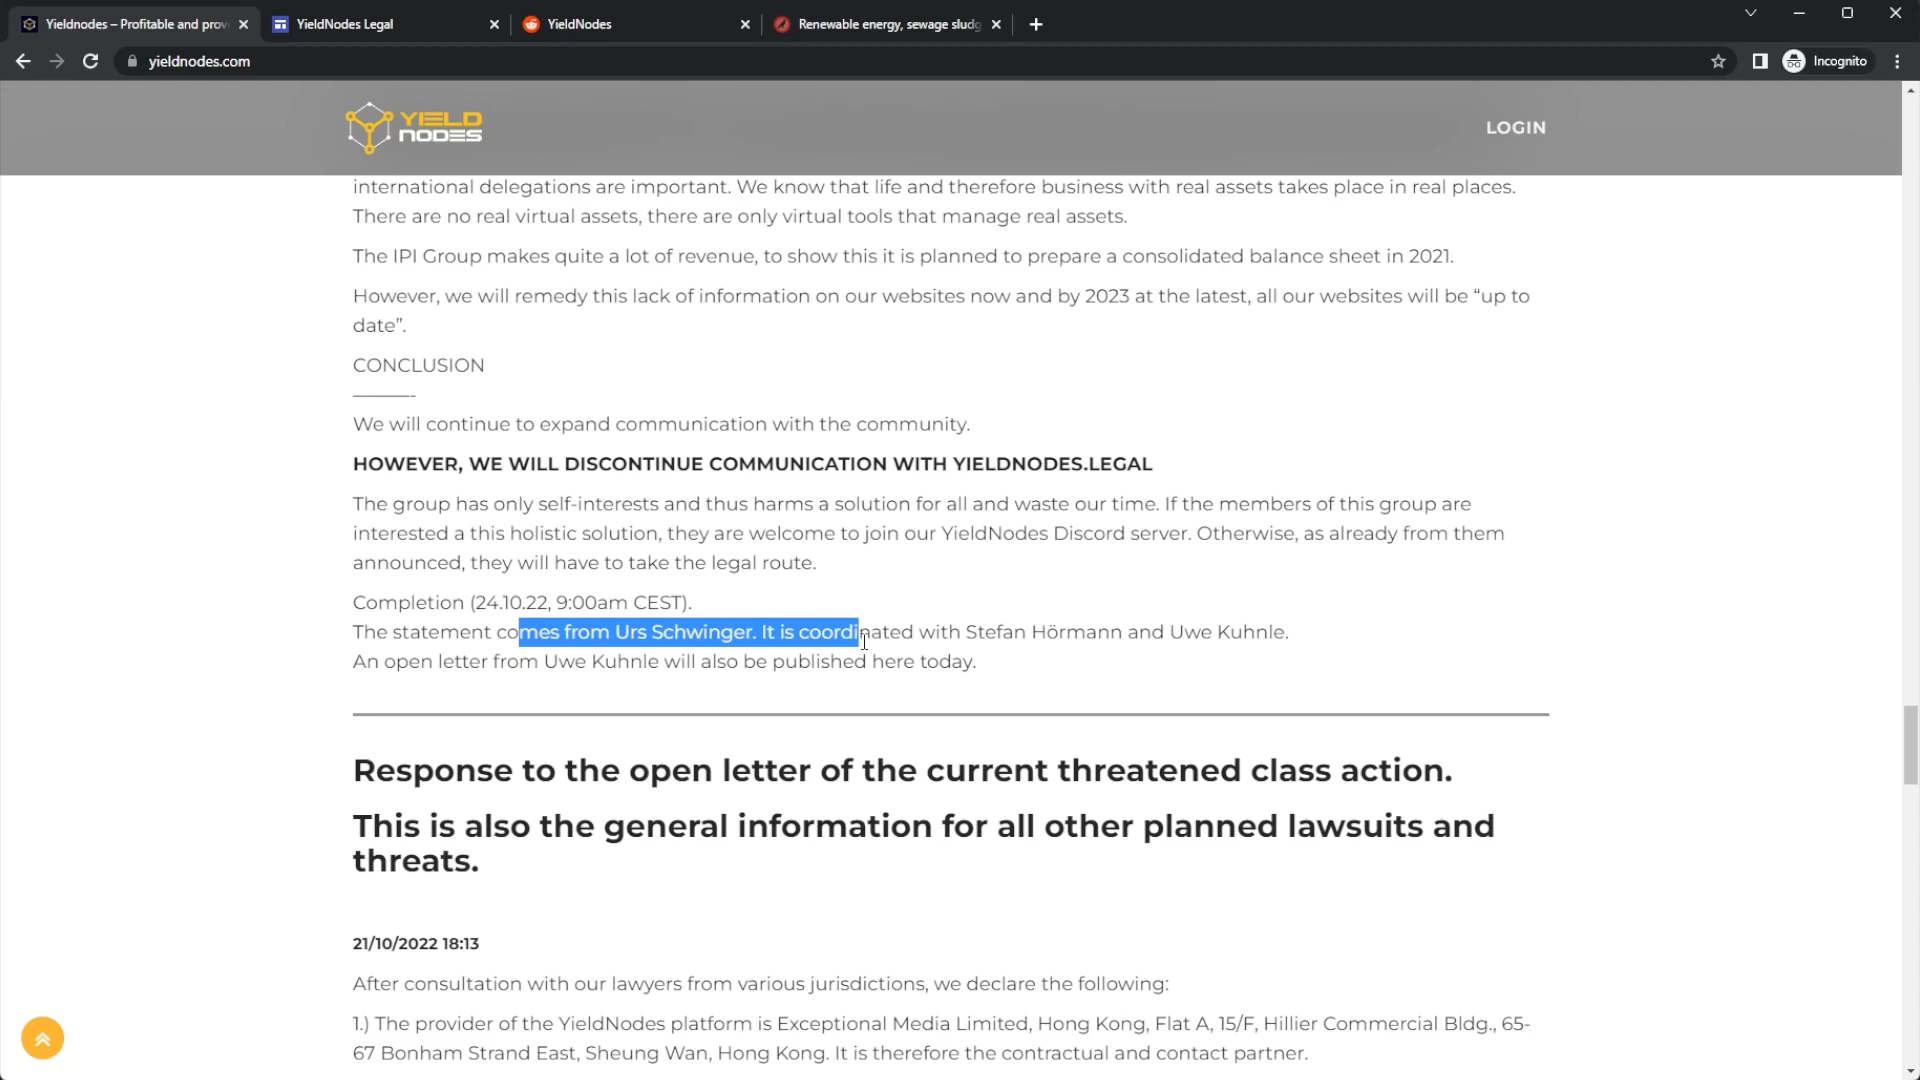 Yieldnodes – Profitable and prov
YieldNodes Legal
YieldNodes
Renewable energy, sewage sludg
yieldnodes.com
Incognito
YIELD
NODES
LOGIN
international delegations are important. We know that life and therefore business with real assets takes place in real places.
There are no real virtual assets, there are only virtual tools that manage real assets.
The IPI Group makes quite a lot of revenue, to show this it is planned to prepare a consolidated balance sheet in 2021.
However, we will remedy this lack of information on our websites now and by 2023 at the latest, all our websites will be “up to
date”.
CONCLUSION
———-
We will continue to expand communication with the community.
HOWEVER, WE WILL DISCONTINUE COMMUNICATION WITH YIELDNODES.LEGAL
The group has only self-interests and thus harms a solution for all and waste our time. If the members of this group are
interested a this holistic solution, they are welcome to join our YieldNodes Discord server. Otherwise, as already from them
announced, they will have to take the legal route.
Completion (24.10.22, 9:00am CEST).
The statement comes from Urs Schwinger. It is coordinated with Stefan Hörmann and Uwe Kuhnle.
An open letter from Uwe Kuhnle will also be published here today.
Response to the open letter of the current threatened class action.
This is also the general information for all other planned lawsuits and
threats.
21/10/2022 18:13
After consultation with our lawyers from various jurisdictions, we declare the following:
1.) The provider of the YieldNodes platform is Exceptional Media Limited, Hong Kong, Flat A, 15/F, Hillier Commercial Bldg., 65-
67 Bonham Strand East, Sheung Wan, Hong Kong. It is therefore the contractual and contact partner.